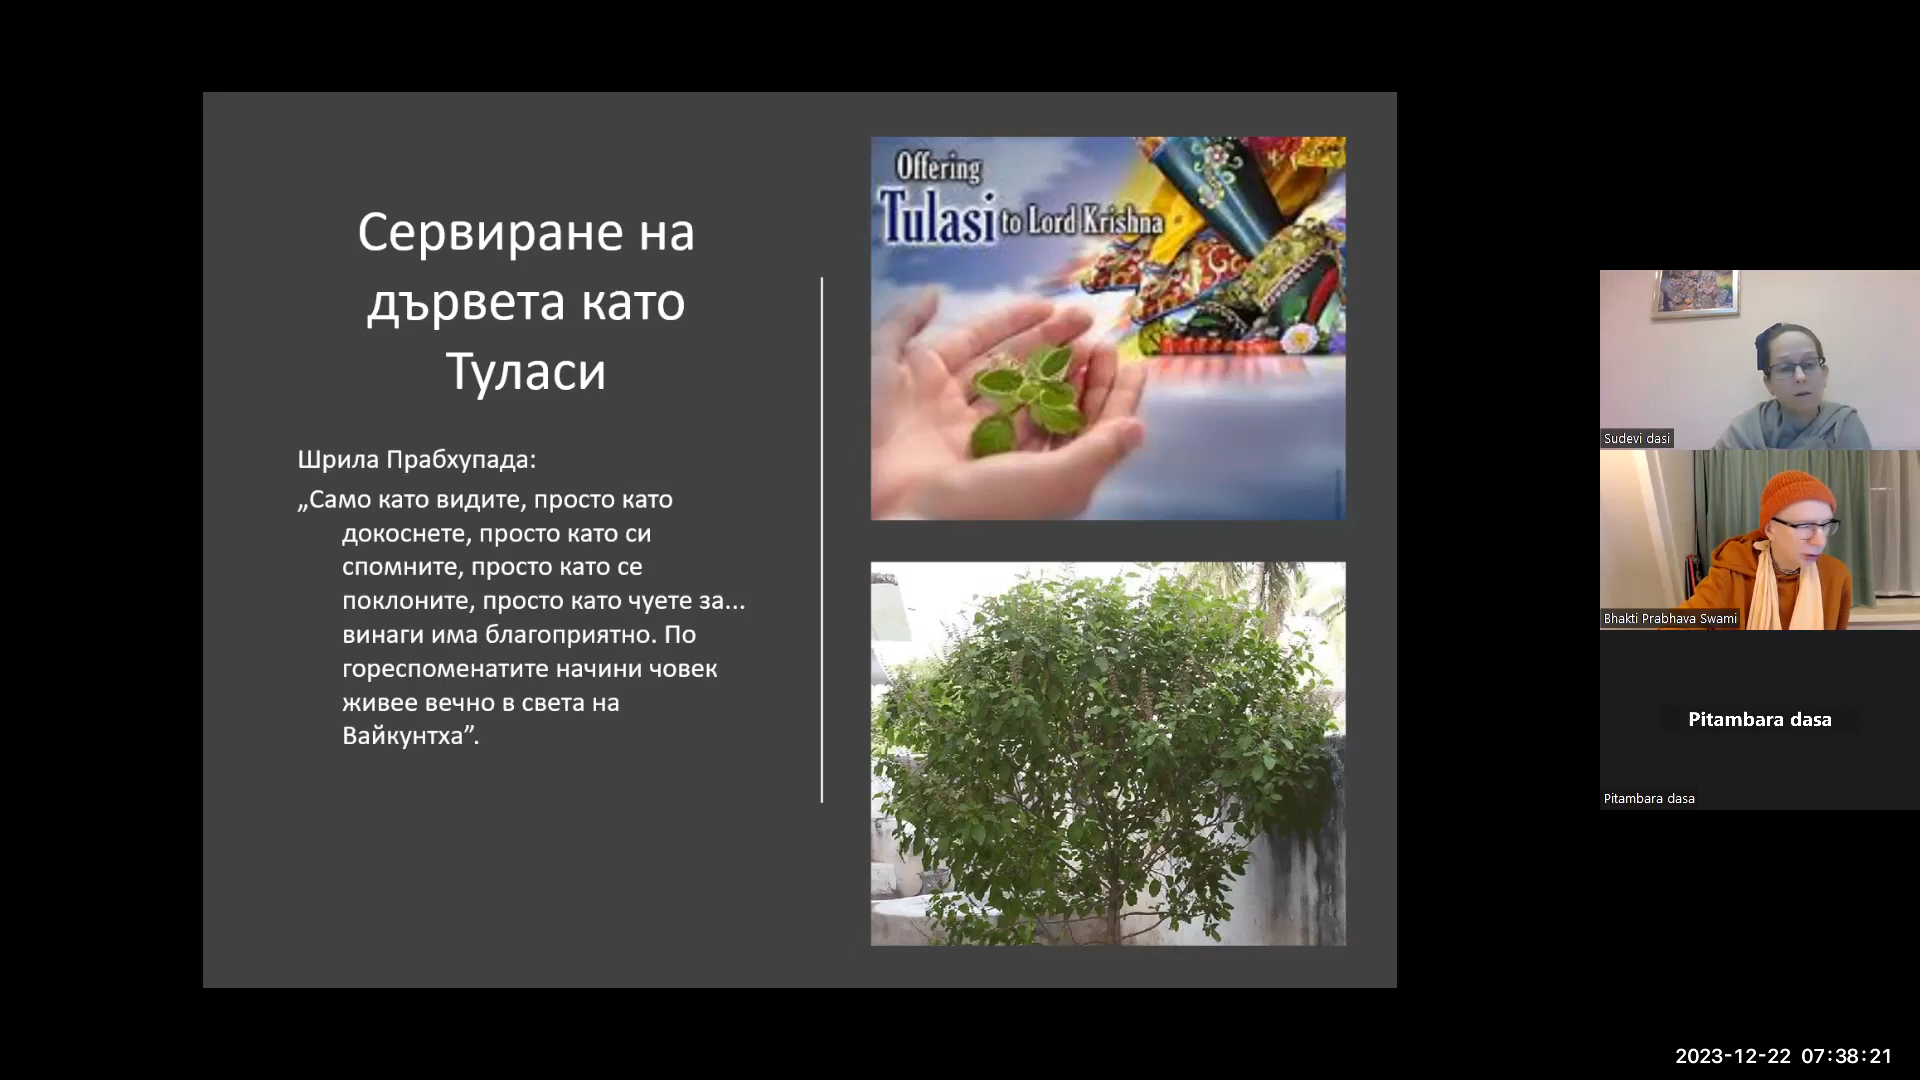 Сервиране на
дървета като
Туласи
Шрила Прабхупада:
„Само като видите, просто като
докоснете, просто като си
спомните, просто като се
поклоните, просто като чуете за...
винаги има благоприятно. По
гореспоменатите начини човек
живее вечно в света на
Вайкунтха”.
Offering
Tulasi to Lord Krishna
Sudevi dasi
Bhakti Prabhava Swami
Pitambara dasa
Pitambara dasa
2023-12-22 07:38:21